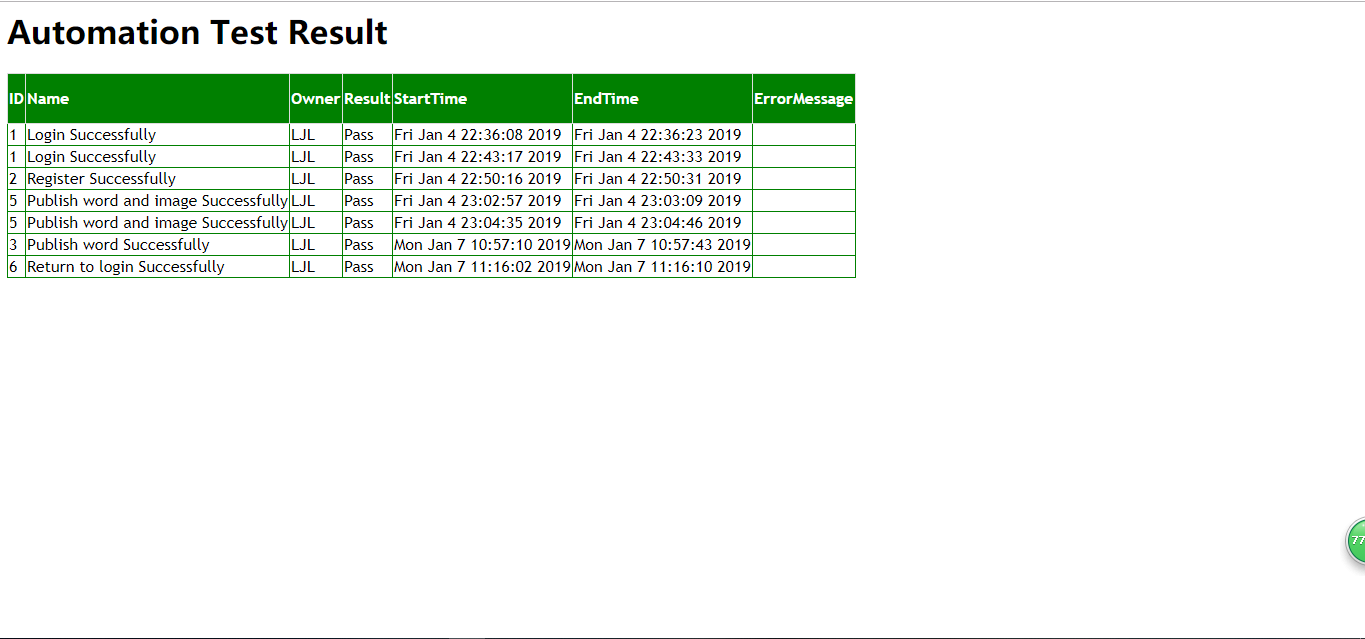 Automation Test Result
ID Name Owner Result StartTime EndTime ErrorMessage
1 Login Successfully LJL Pass Fri Jan 4 22:36:08 2019 Fri Jan 4 22:36:23 2019
1 Login Successfully LJL Pass Fri Jan 4 22:43:17 2019 Fri Jan 4 22:43:33 2019
2 Register Successfully LJL Pass Fri Jan 4 22:50:16 2019 Fri Jan 4 22:50:31 2019
5 Publish word and image Successfully LJL Pass Fri Jan 4 23:02:57 2019 Fri Jan 4 23:03:09 2019
5 Publish word and image Successfully LJL Pass Fri Jan 4 23:04:35 2019 Fri Jan 4 23:04:46 2019
3 Publish word Successfully LJL Pass Mon Jan 7 10:57:10 2019 Mon Jan 7 10:57:43 2019
6 Return to login Successfully LJL Pass Mon Jan 7 11:16:02 2019 Mon Jan 7 11:16:10 2019
77